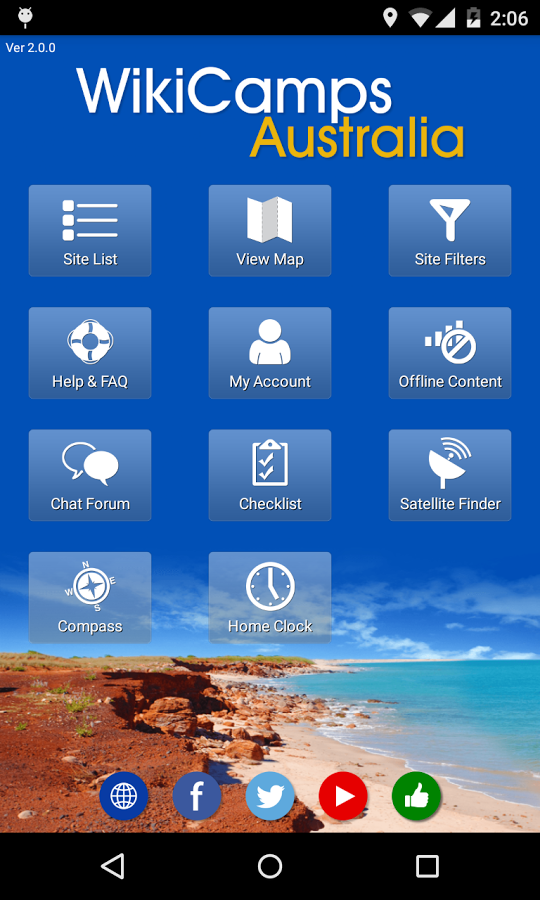 2:06
Ver 2.0.0
WikiCamps
Australia
Site List
View Map
Site Filters
Help & FAQ
My Account
Offline Content
Chat Forum
Checklist
Satellite Finder
N
W E
S
Compass
Home Clock
f